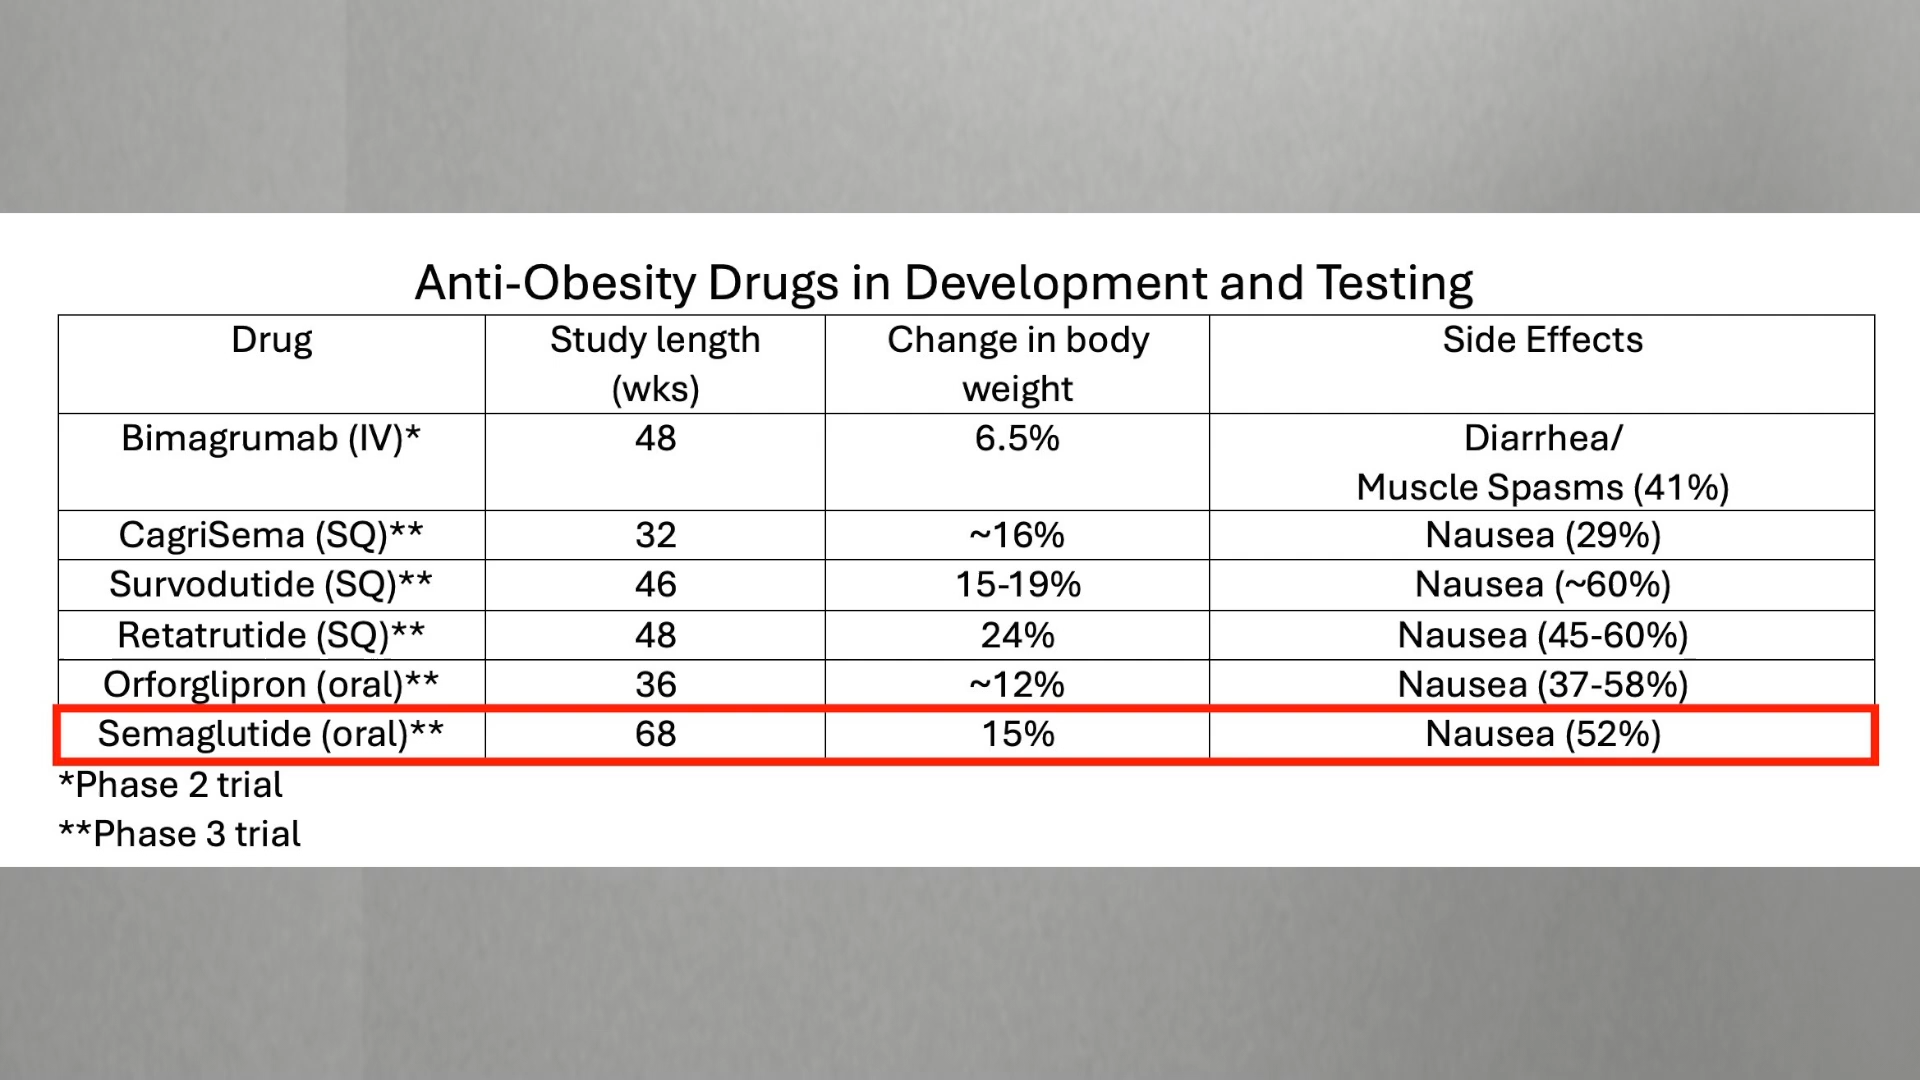 Anti-Obesity Drugs in Development and Testing
Drug
Study length
(wks)
Change in body
weight
Side Effects
Bimagrumab (IV)*
48
6.5%
Diarrhea/
Muscle Spasms (41%)
CagriSema (SQ)**
32
~16%
Nausea (29%)
Survodutide (SQ)**
46
15-19%
Nausea (~60%)
Retatrutide (SQ)**
48
24%
Nausea (45-60%)
Orforglipron (oral)**
36
~12%
Nausea (37-58%)
Semaglutide (oral)**
68
15%
Nausea (52%)
*Phase 2 trial
**Phase 3 trial